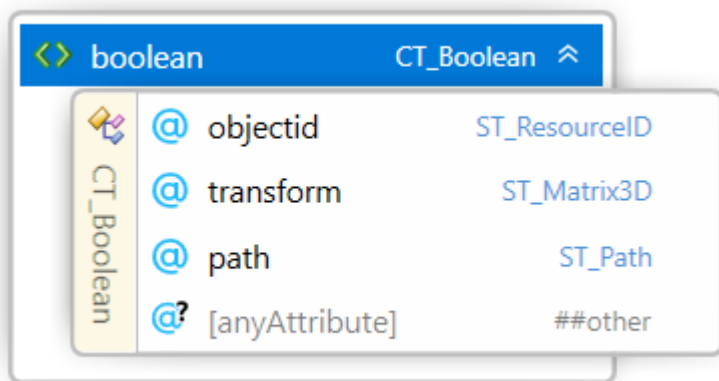 boolean CT_Boolean
CT_Boolean
@ objectid ST_ResourceID
@ transform ST_Matrix3D
@ path ST_Path
@? [anyAttribute] ##other